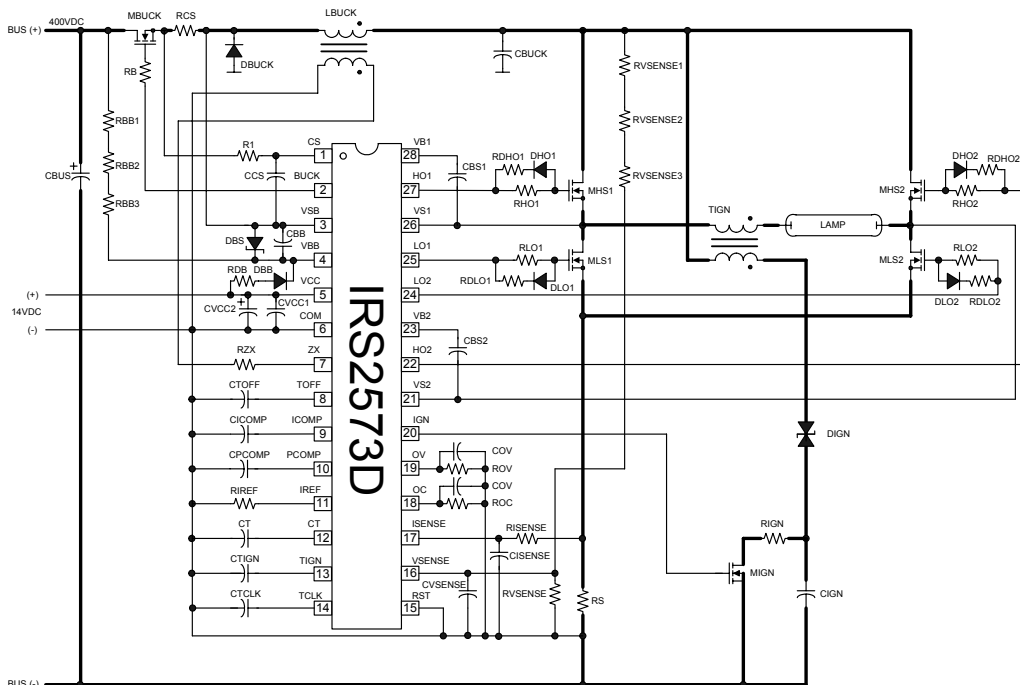 BUS (+)
400VDC
MBUCK
RCS
LBUCK
DBUCK
CBUCK
RB
RBB1
RBB2
RBB3
CBUS
+
RVSENSE1
RVSENSE2
RVSENSE3
R1
CS
1
CCS
BUCK
2
VSB
3
DBS
CBB
VBB
4
RDB
DBB
VCC
5
(+)
14VDC
(-)
CVCC2
+
CVCC1
COM
6
RZX
ZX
7
CTOFF
TOFF
8
CICOMP
ICOMP
9
CPCOMP
PCOMP
10
RIREF
IREF
11
CT
CT
12
CTIGN
TIGN
13
CTCLK
TCLK
14
IRS2573D
VB1
28
CBS1
HO1
27
VS1
26
LO1
25
LO2
24
VB2
23
CBS2
HO2
22
VS2
21
IGN
20
OV
19
COV
ROV
OC
18
COV
ROC
ISENSE
17
RISENSE
CISENSE
VSENSE
16
CVSENSE
RVSENSE
RST
15
RS
RDHO1
DHO1
RHO1
MHS1
RLO1
RDLO1
DLO1
MLS1
TIGN
LAMP
DHO2
RDHO2
RHO2
MHS2
RLO2
DLO2
RDLO2
MLS2
DIGN
RIGN
MIGN
CIGN
BUS (-)